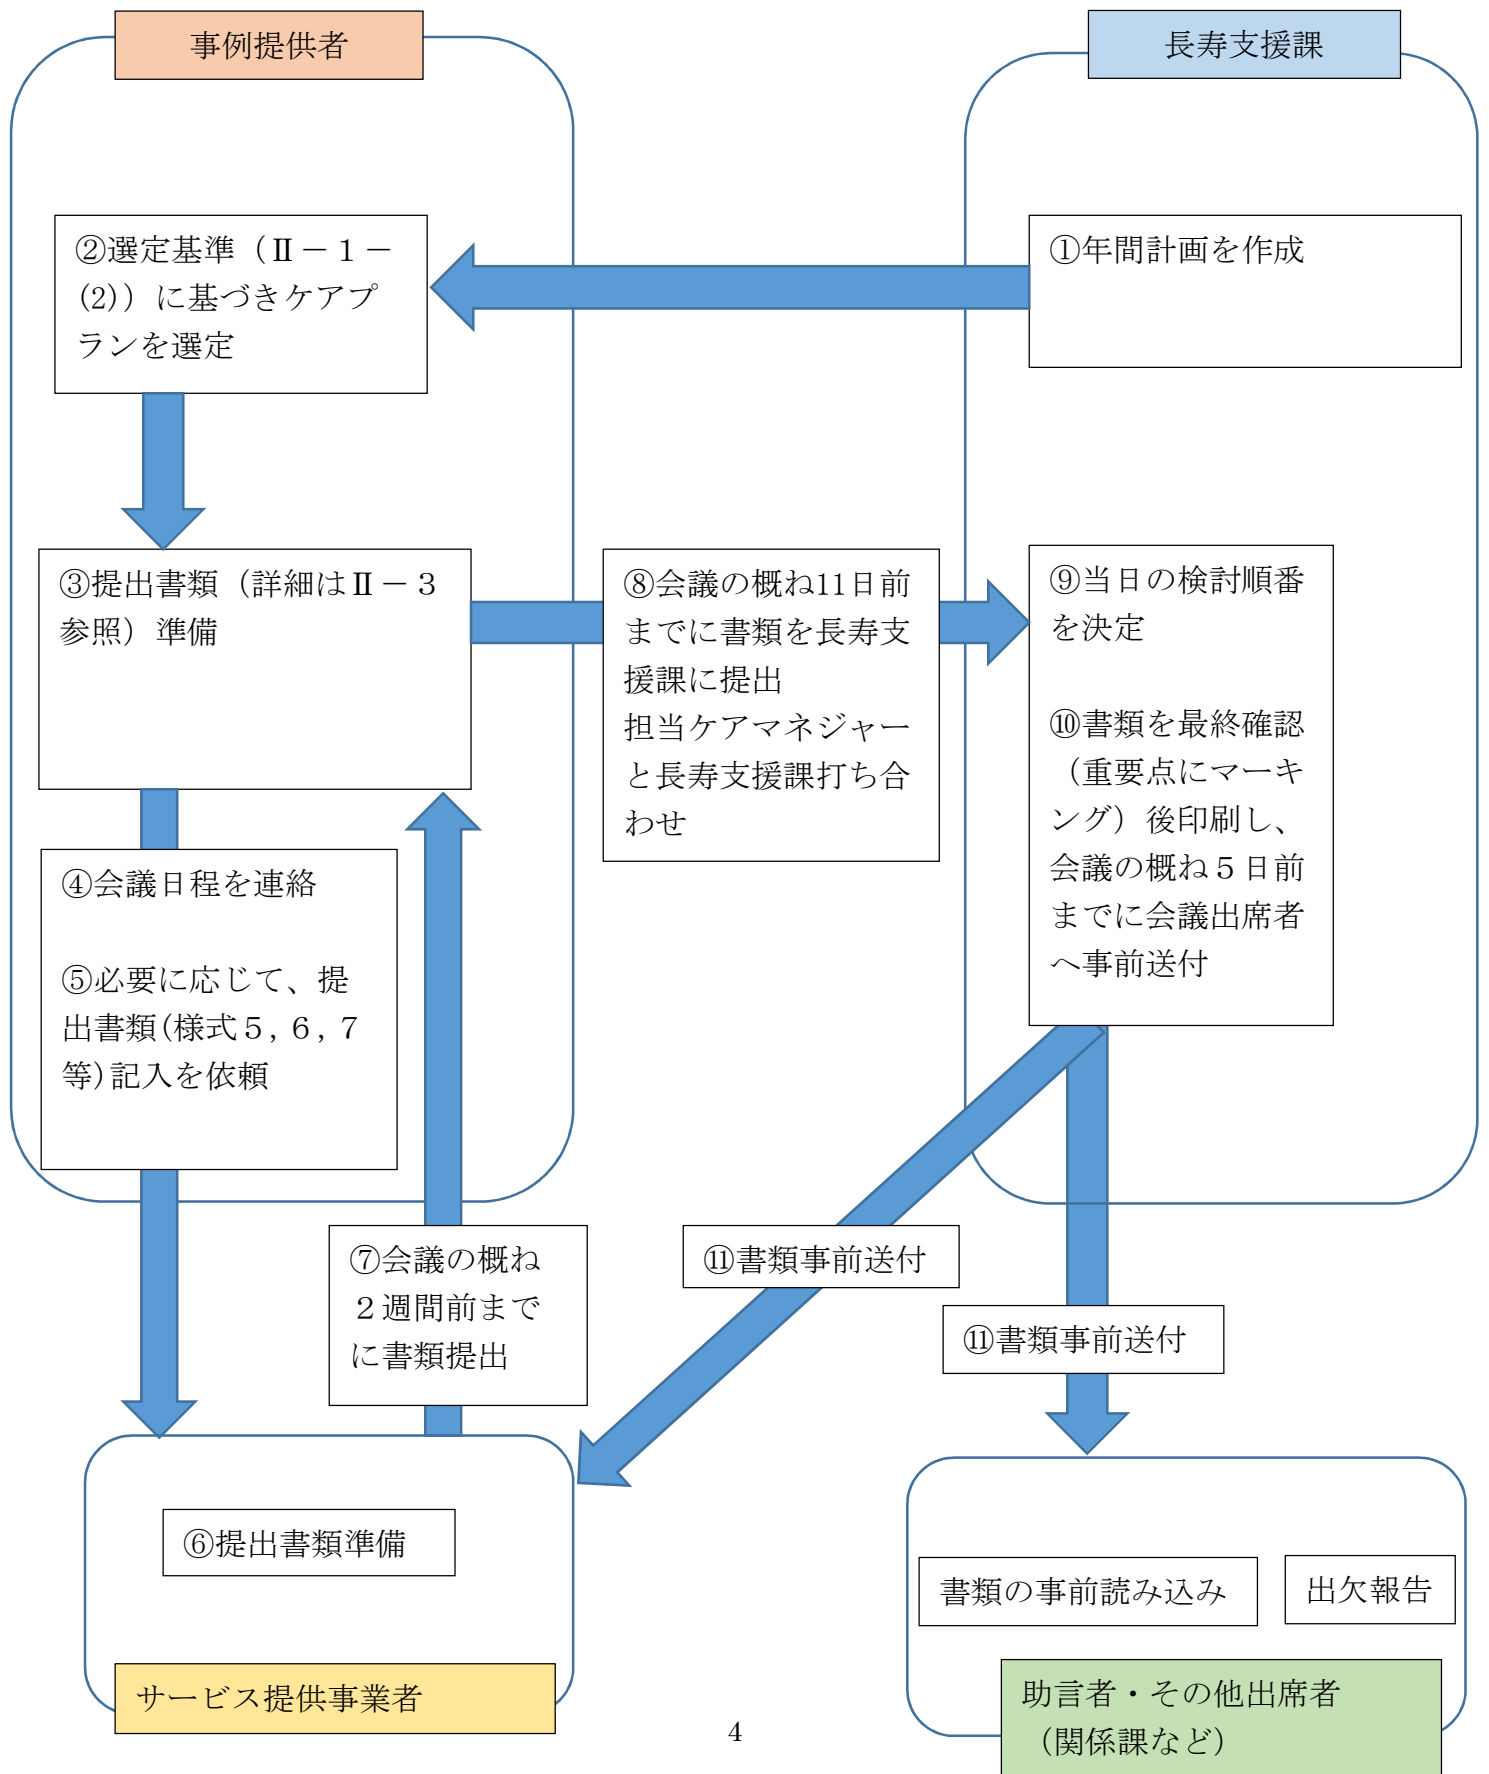 事例提供者
長寿支援課
②選定基準（Ⅱ－１－
(2)）に基づきケアプ
ランを選定
①年間計画を作成
③提出書類（詳細はⅡ－３
参照）準備
⑧会議の概ね11日前
までに書類を長寿支
援課に提出
担当ケアマネジャー
と長寿支援課打ち合
わせ
⑨当日の検討順番
を決定
⑩書類を最終確認
（重要点にマーキ
ング）後印刷し、
会議の概ね５日前
までに会議出席者
へ事前送付
④会議日程を連絡
⑤必要に応じて、提
出書類(様式５,６,７
等)記入を依頼
⑦会議の概ね
２週間前まで
に書類提出
⑪書類事前送付
⑪書類事前送付
⑥提出書類準備
書類の事前読み込み
出欠報告
サービス提供事業者
助言者・その他出席者
（関係課など）
4